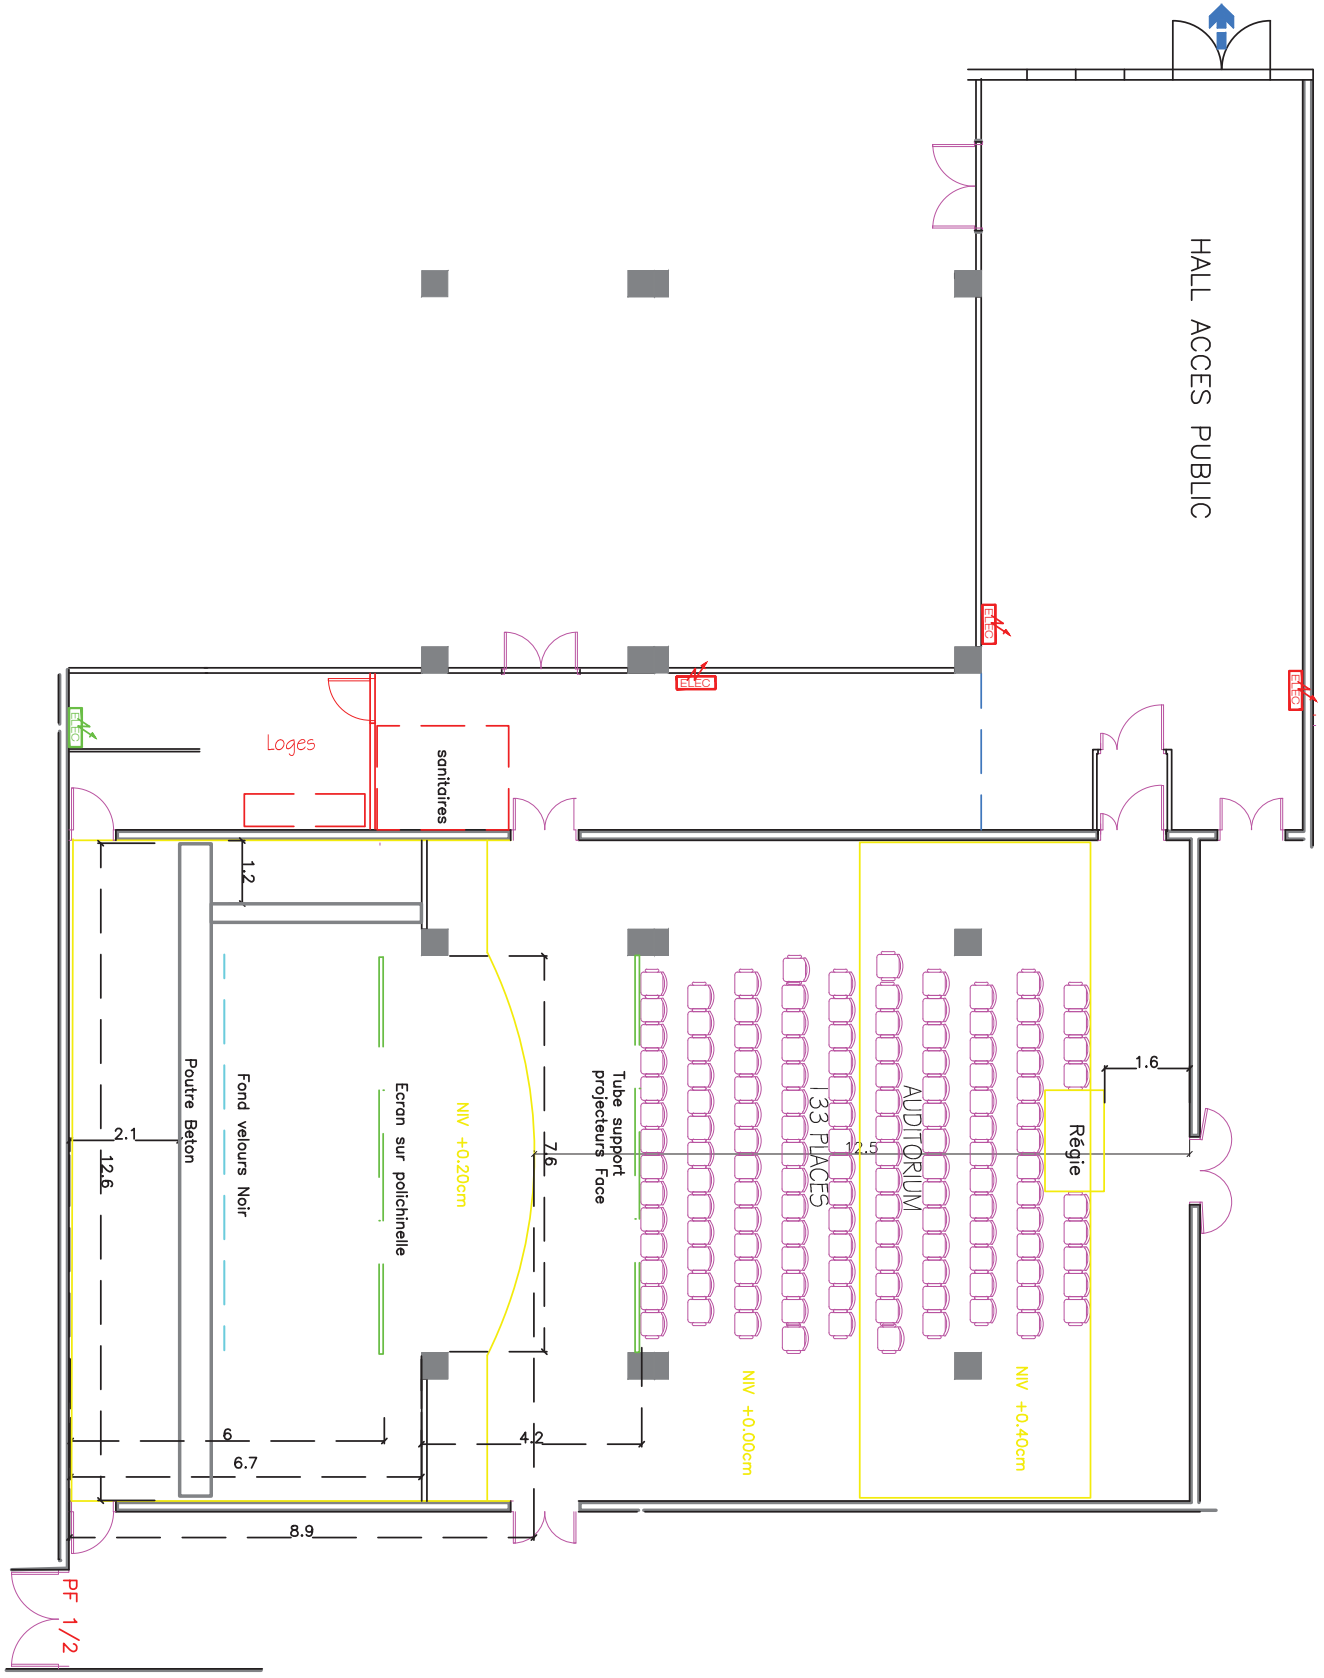 HALL ACCES PUBLIC
ELEC
ELEC
ELEC
ELEC
Loges
sanitaires
1.2
Poutre Beton
2.1
12.6
Fond velours Noir
Ecran sur polichinelle
NIV +0.20cm
7.6
Tube support
projecteurs Face
AUDITORIUM
133 PLACES
12.5
Régie
1.6
NIV +0.00cm
NIV +0.40cm
6
4.2
6.7
8.9
PF 1/2